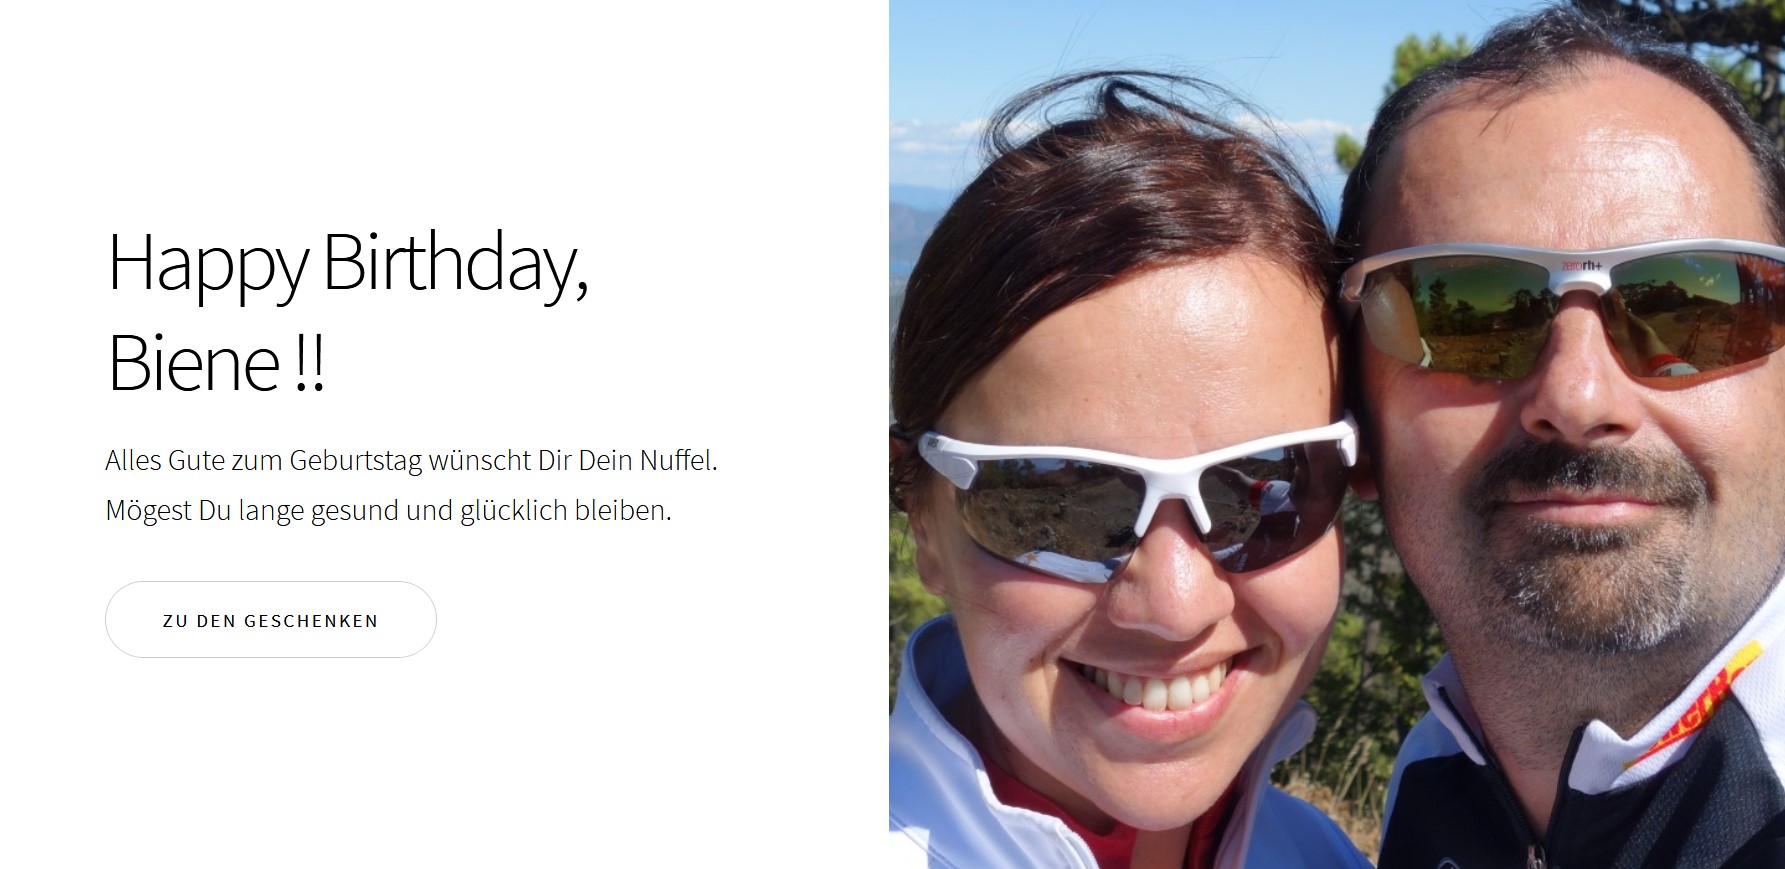 Happy Birthday,
Biene !!
Alles Gute zum Geburtstag wünscht Dir Dein Nuffel.
Mögest Du lange gesund und glücklich bleiben.
ZU DEN GESCHENKEN
zerorh+